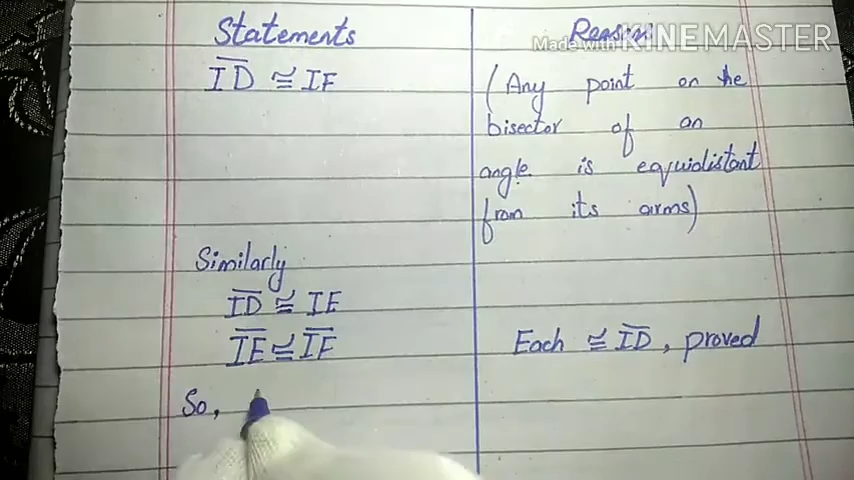 Statements
Reason
Made with KINEMASTER
ID ≅ IF
(Any point on the
bisector of an
angle is equidistant
from its arms)
Similarly
ID ≅ IE
IE ≅ IF
Each ≅ ID, proved
So,